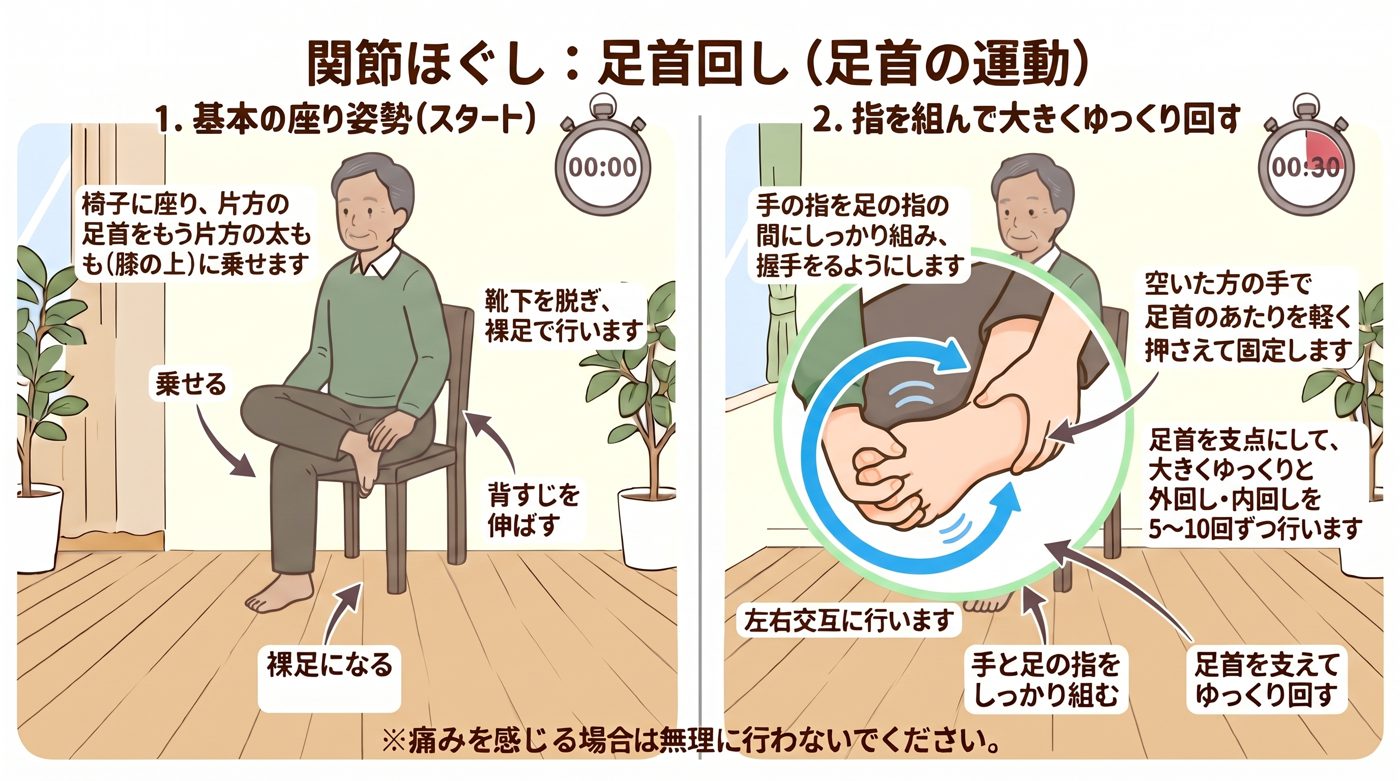 関節ほぐし：足首回し（足首の運動）
1. 基本の座り姿勢（スタート）
00:00
椅子に座り、片方の
足首をもう片方の太も
も（膝の上）に乗せます
靴下を脱ぎ、
裸足で行います
乗せる
背すじを
伸ばす
裸足になる
2. 指を組んで大きくゆっくり回す
00:30
手の指を足の指の
間にしっかり組み、
握手をるようにします
空いた方の手で
足首のあたりを軽く
押さえて固定します
足首を支点にして、
大きくゆっくりと
外回し・内回しを
5〜10回ずつ行います
左右交互に行います
手と足の指を
しっかり組む
足首を支えて
ゆっくり回す
※痛みを感じる場合は無理に行わないでください。